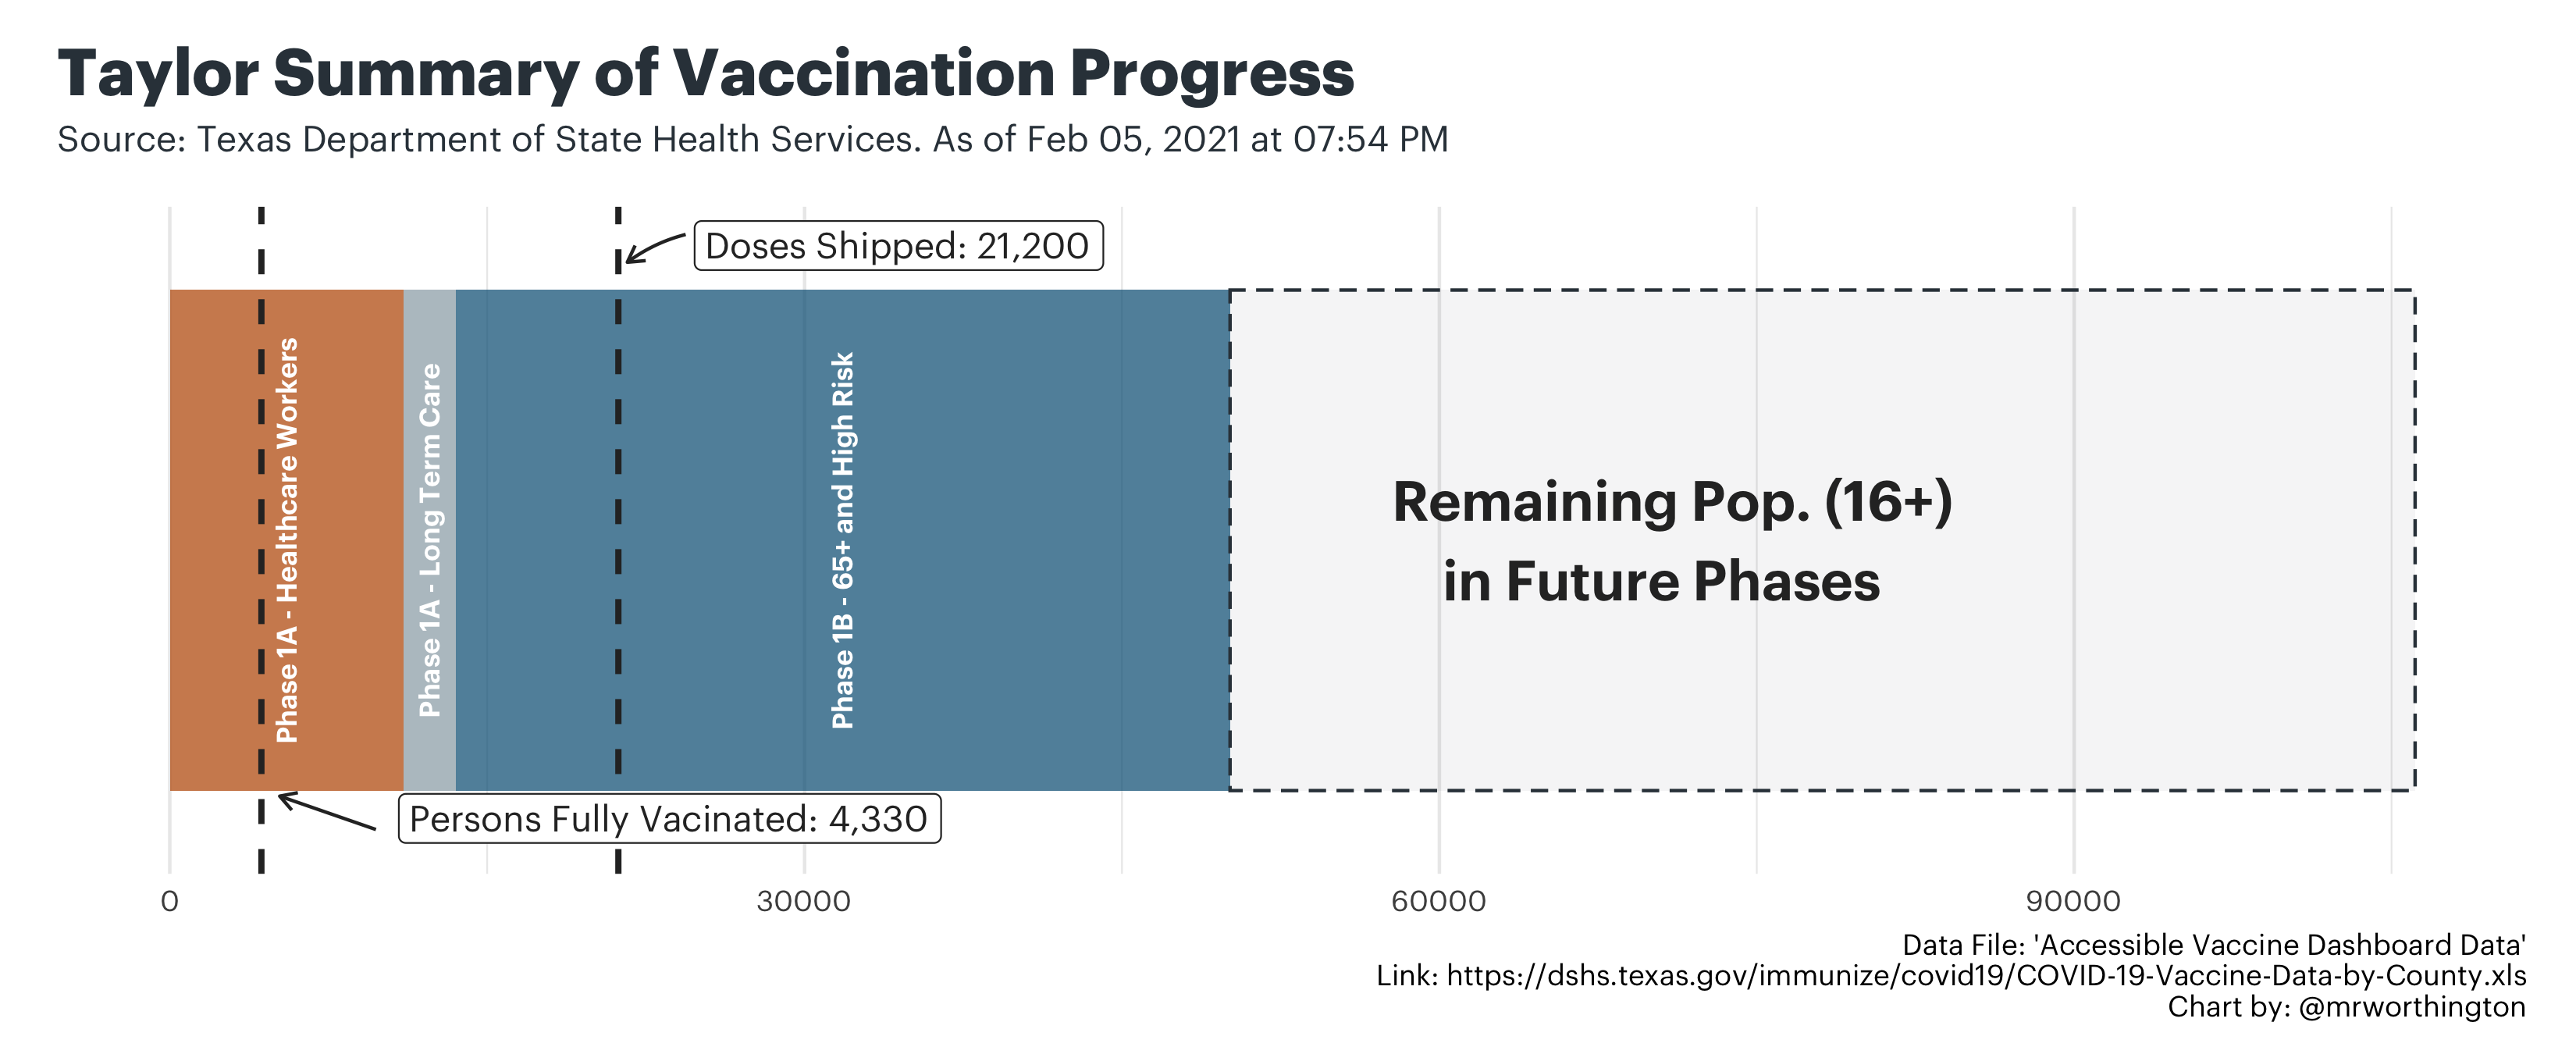 Taylor Summary of Vaccination Progress
Source: Texas Department of State Health Services. As of Feb 05, 2021 at 07:54 PM
Doses Shipped: 21,200
Phase 1A - Healthcare Workers
Phase 1A - Long Term Care
Phase 1B - 65+ and High Risk
Remaining Pop. (16+)
in Future Phases
Persons Fully Vacinated: 4,330
0
30000
60000
90000
Data File: 'Accessible Vaccine Dashboard Data'
Link: https://dshs.texas.gov/immunize/covid19/COVID-19-Vaccine-Data-by-County.xls
Chart by: @mrworthington